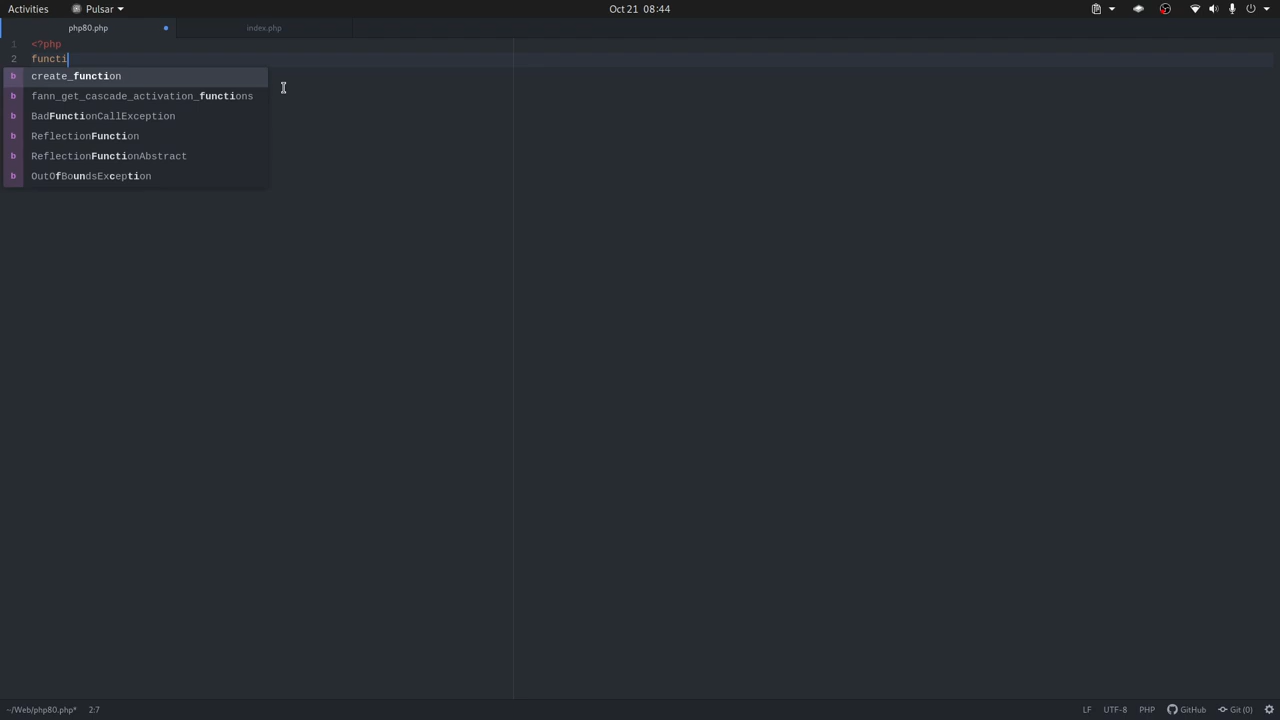 Activities Pulsar Oct 21 08:44
php80.php index.php
1 <?php
2 functi
b create_function
b fann_get_cascade_activation_functions
b BadFunctionCallException
b ReflectionFunction
b ReflectionFunctionAbstract
b OutOfBoundsException
~/Web/php80.php* 2:7 LF UTF-8 PHP GitHub Git (0)